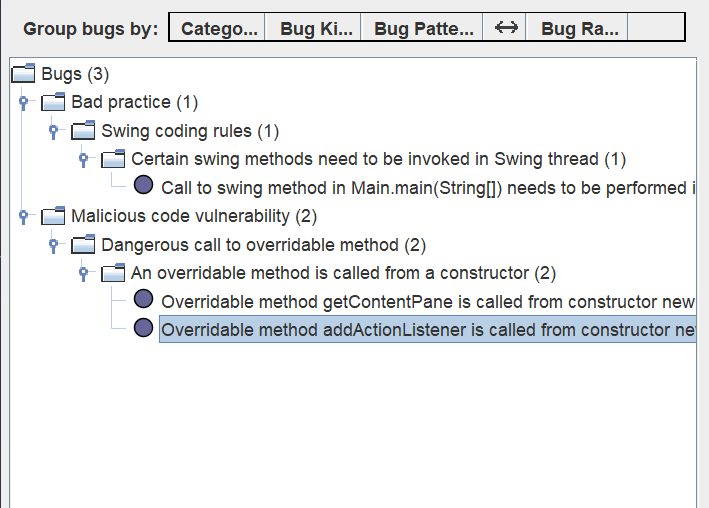 Group bugs by: Catego... Bug Ki... Bug Patte... Bug Ra...
Bugs (3)
Bad practice (1)
Swing coding rules (1)
Certain swing methods need to be invoked in Swing thread (1)
Call to swing method in Main.main(String[]) needs to be performed i
Malicious code vulnerability (2)
Dangerous call to overridable method (2)
An overridable method is called from a constructor (2)
Overridable method getContentPane is called from constructor new
Overridable method addActionListener is called from constructor ne